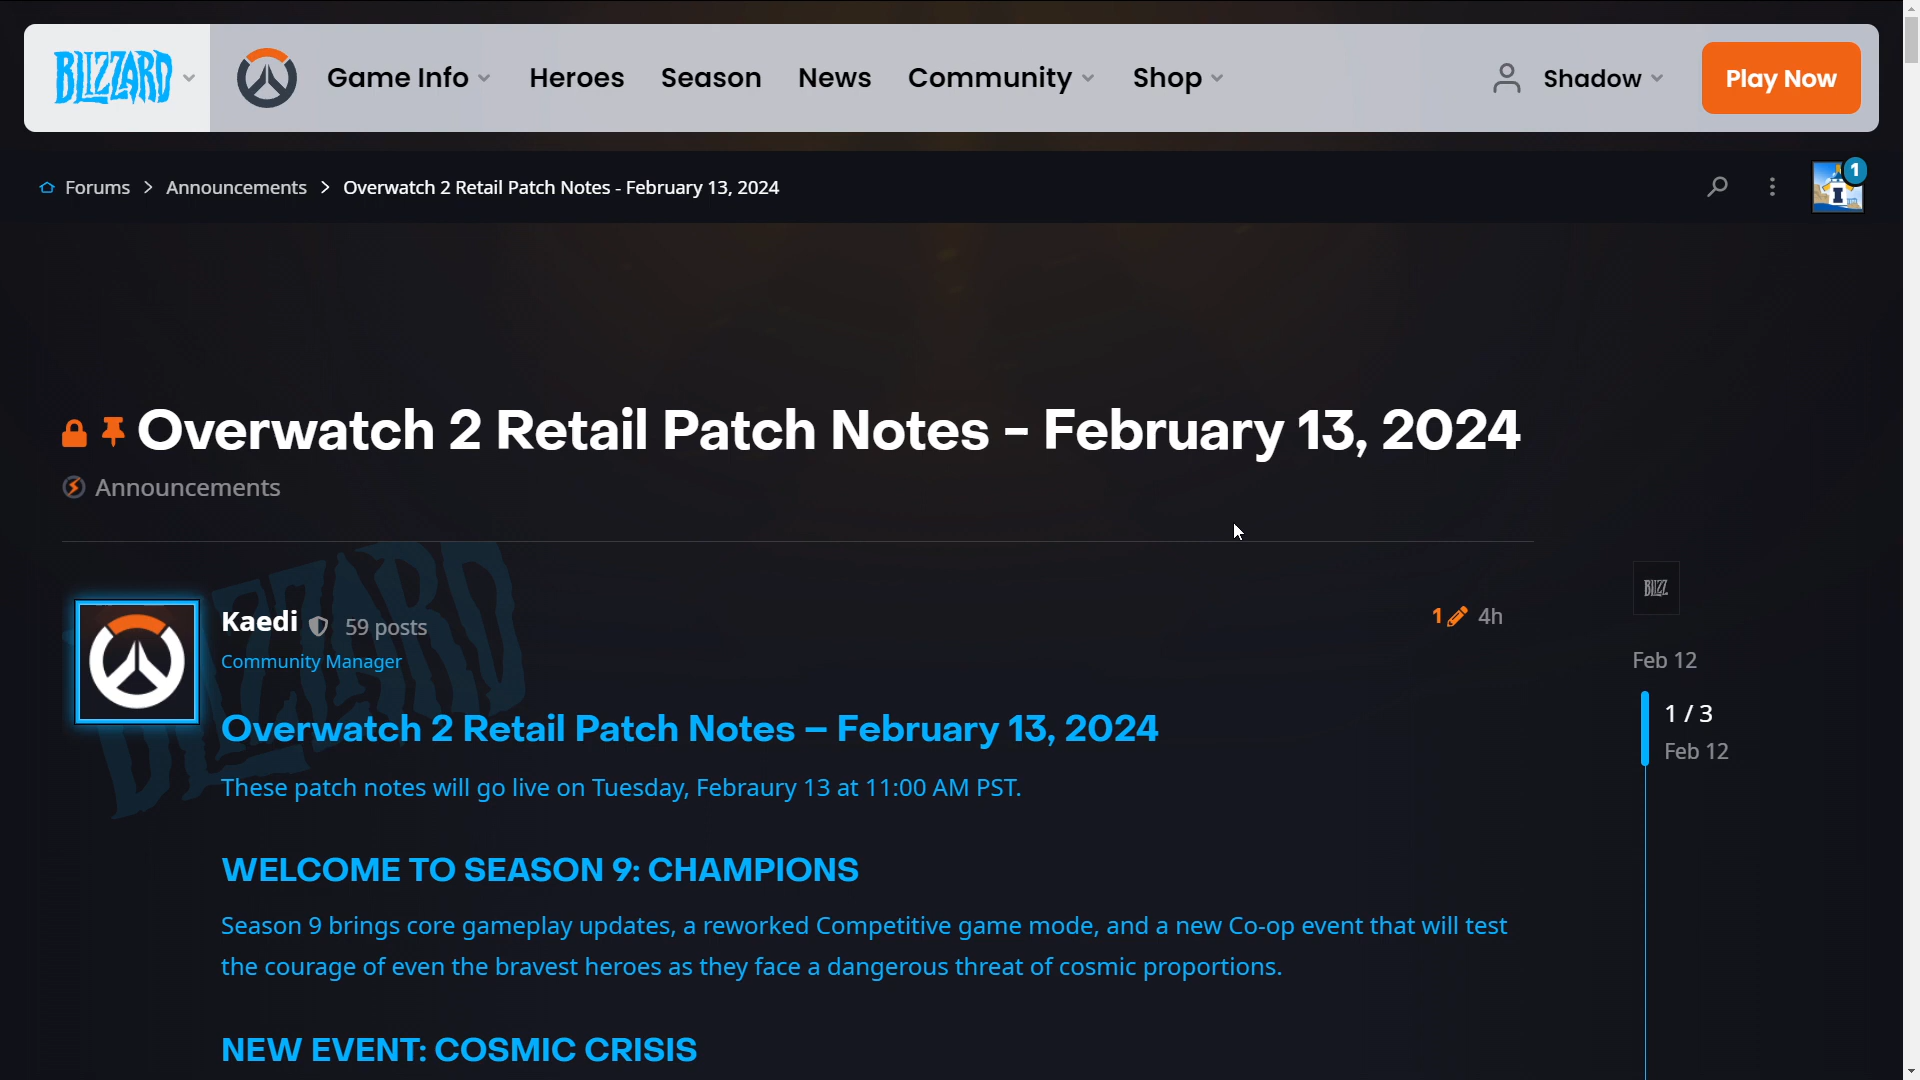 BLIZZARD Game Info Heroes Season News Community Shop Shadow Play Now
Forums Announcements Overwatch 2 Retail Patch Notes - February 13, 2024 1
Overwatch 2 Retail Patch Notes - February 13, 2024
Announcements
BLIZZARD
Kaedi 59 posts 1 4h
Community Manager
BLIZZ
Feb 12
1 / 3
Feb 12
Overwatch 2 Retail Patch Notes – February 13, 2024
These patch notes will go live on Tuesday, Febraury 13 at 11:00 AM PST.
WELCOME TO SEASON 9: CHAMPIONS
Season 9 brings core gameplay updates, a reworked Competitive game mode, and a new Co-op event that will test
the courage of even the bravest heroes as they face a dangerous threat of cosmic proportions.
NEW EVENT: COSMIC CRISIS